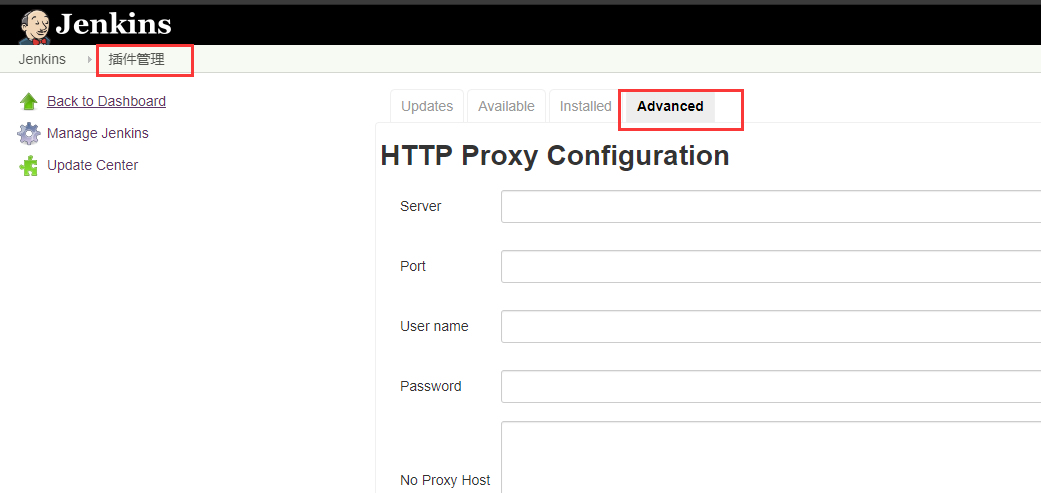 Jenkins
Jenkins
插件管理
Back to Dashboard
Manage Jenkins
Update Center
Updates
Available
Installed
Advanced
HTTP Proxy Configuration
Server
Port
User name
Password
No Proxy Host